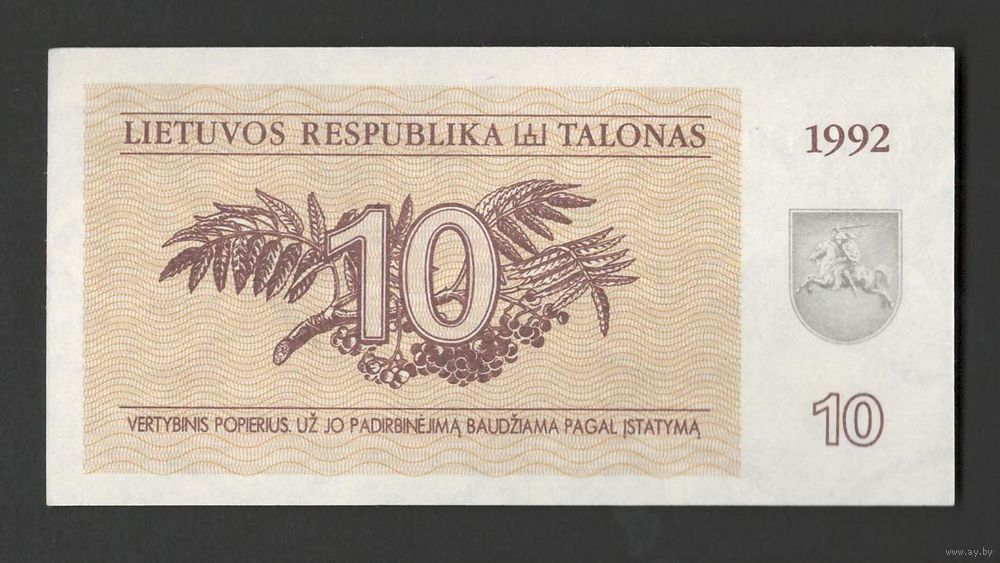 LIETUVOS RESPUBLIKA TALONAS
1992
10
VERTYBINIS POPIERIUS. UŽ JO PADIRBINĖJIMĄ BAUDŽIAMA PAGAL ĮSTATYMĄ
10
www.ay.by